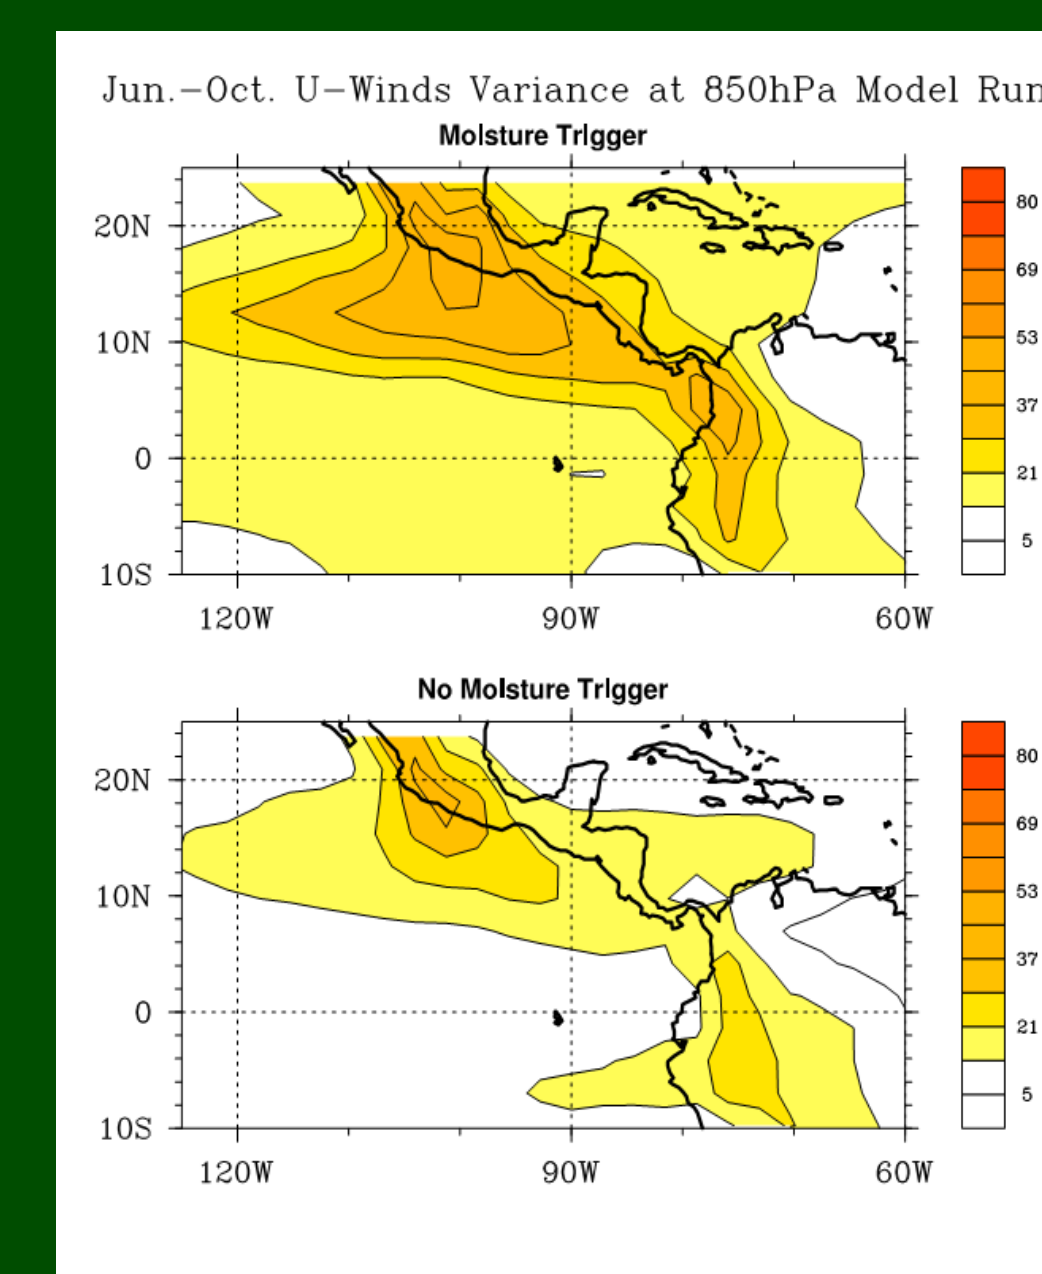 Jun.-Oct. U-Winds Variance at 850hPa Model Run
Moisture Trigger
20N
10N
0
10S
120W 90W 60W
80
69
53
37
21
5
No Moisture Trigger
20N
10N
0
10S
120W 90W 60W
80
69
53
37
21
5